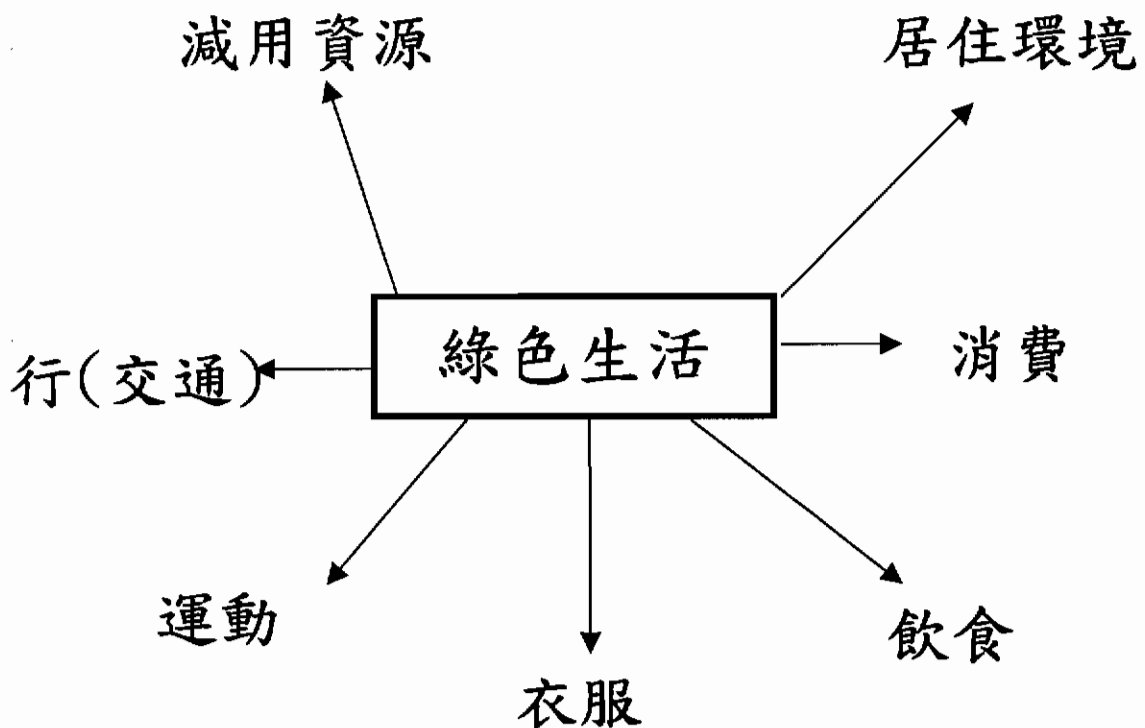 減用資源
居住環境
綠色生活
消費
行(交通)
運動
飲食
衣服